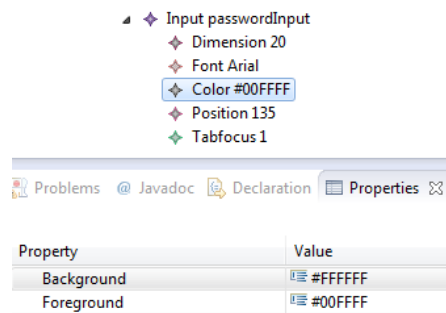 Input passwordInput
Dimension 20
Font Arial
Color #00FFFF
Position 135
Tabfocus 1
Problems @ Javadoc Declaration Properties
Property Value
Background #FFFFFF
Foreground #00FFFF